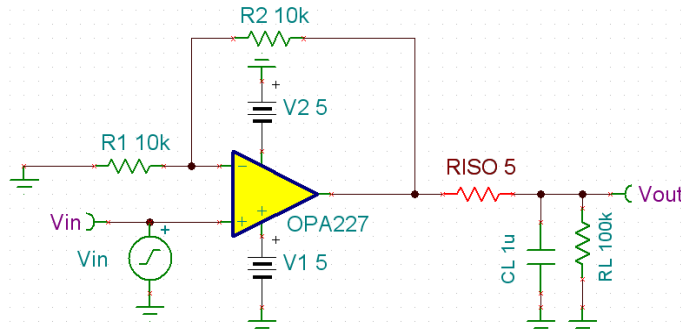 R2 10k
+
V2 5
R1 10k
RISO 5
Vout
OPA227
Vin
+
Vin
+
V1 5
CL 1u
RL 100k
-
+
+